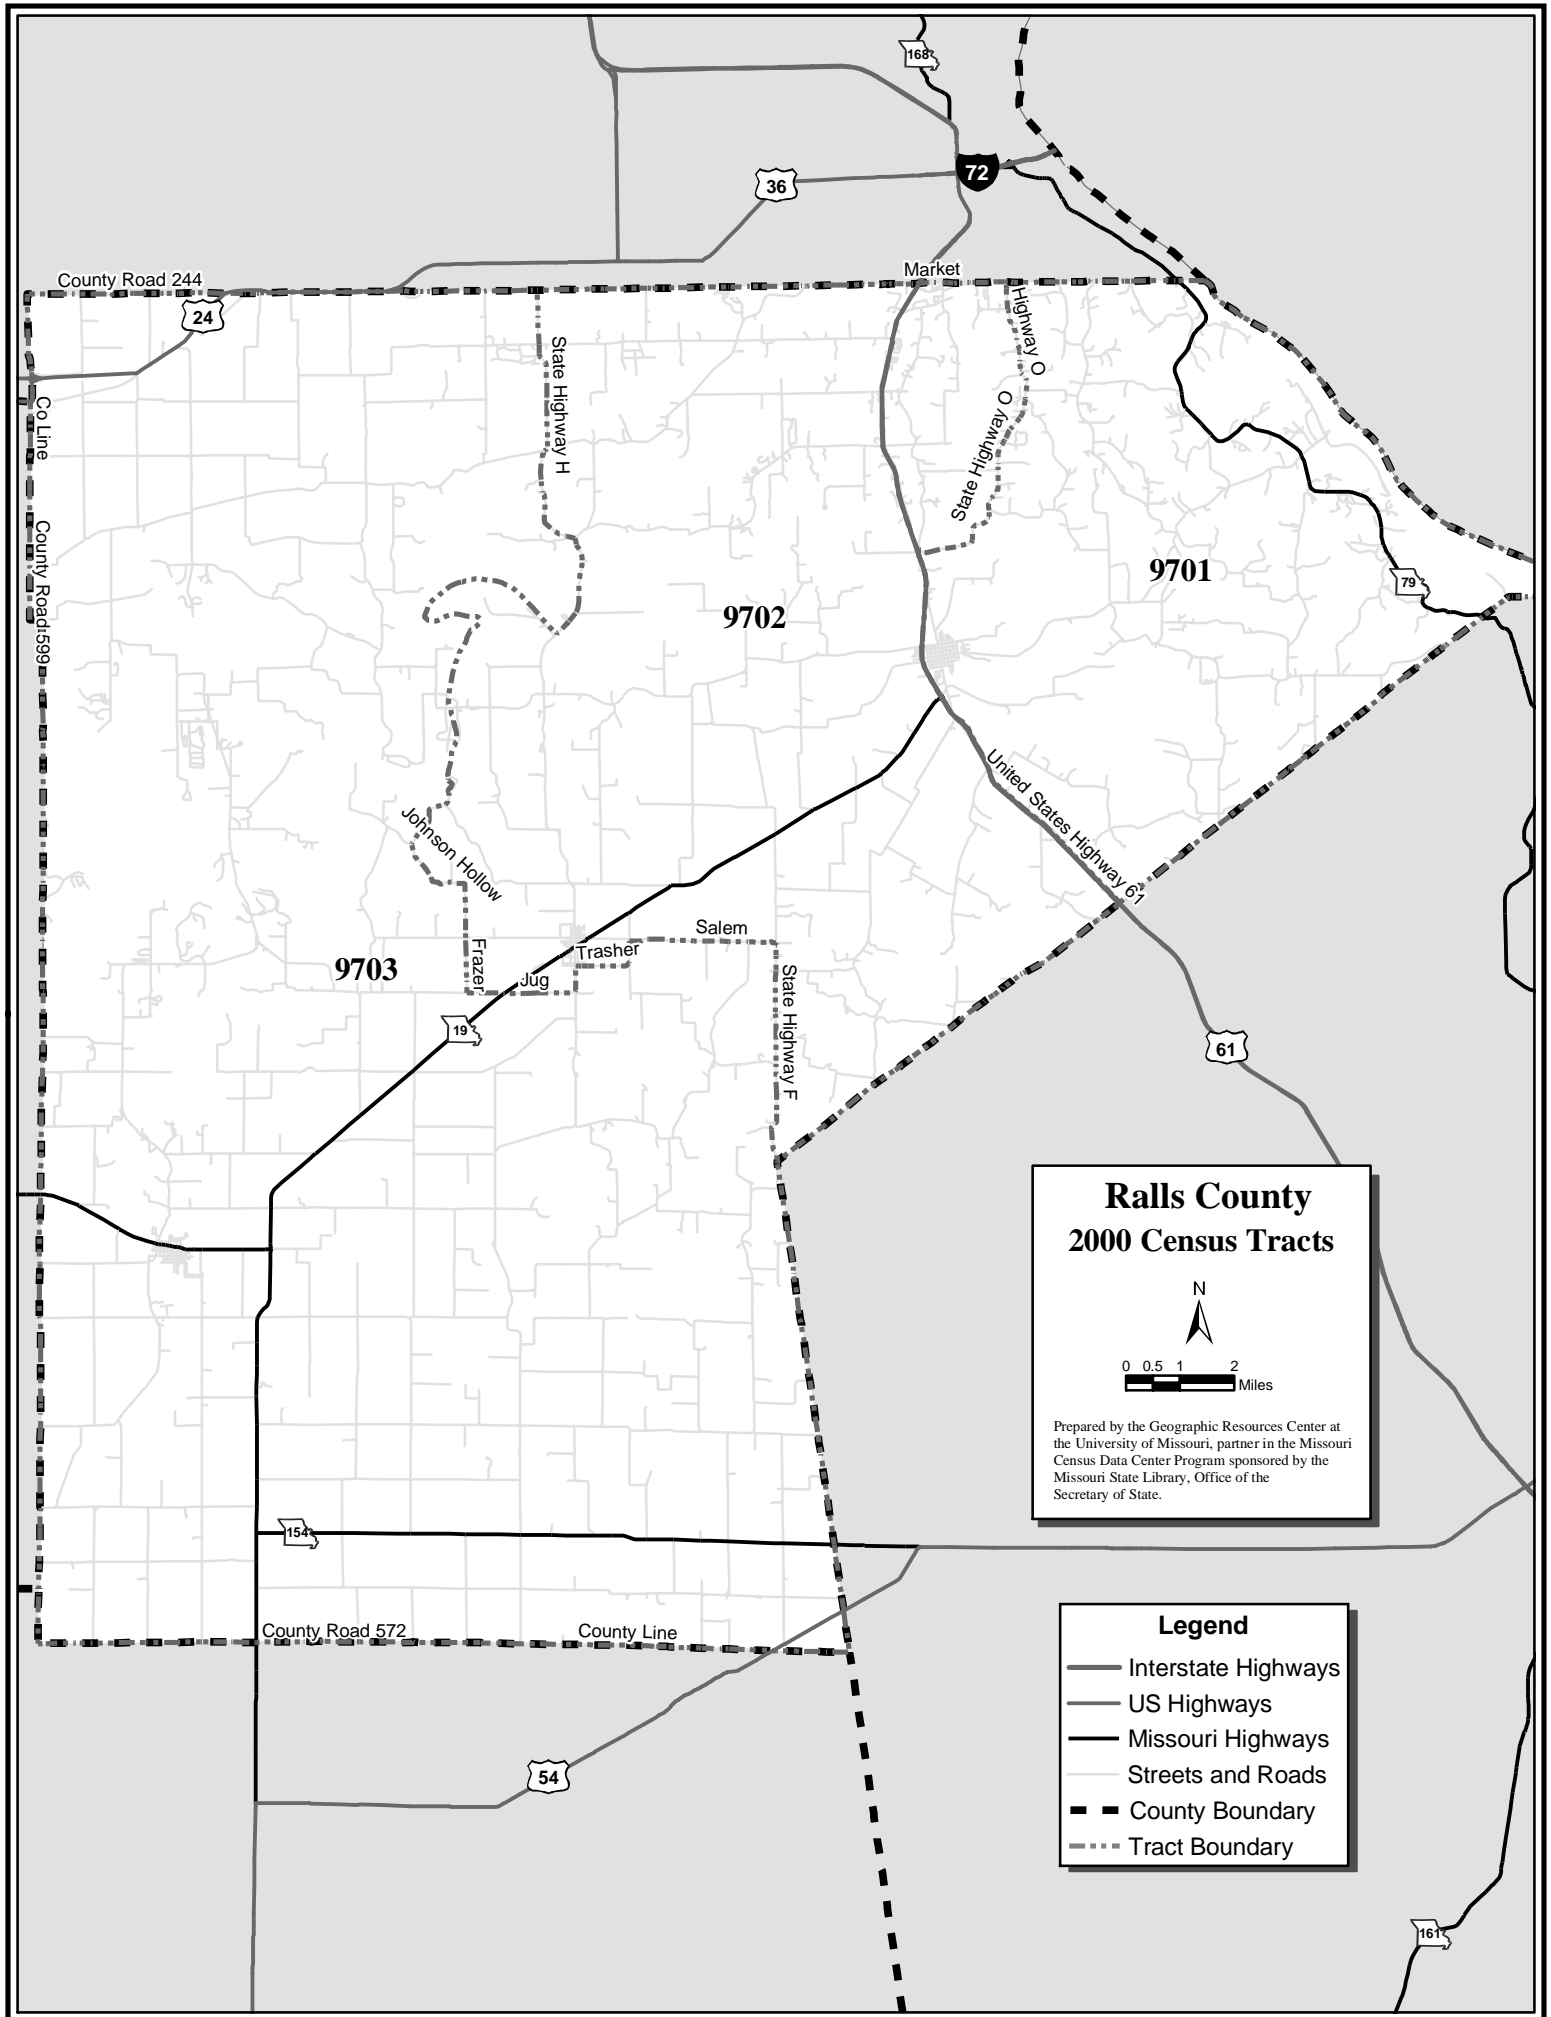 168
72
36
Market
County Road 244
24
Highway O
State Highway H
State Highway O
Co Line
County Road 599
9701
79
9702
United States Highway 61
Johnson Hollow
Salem
Trasher
Frazer
Jug
9703
State Highway F
19
61
Ralls County
2000 Census Tracts
N
0 0.5 1 2
Miles
Prepared by the Geographic Resources Center at
the University of Missouri, partner in the Missouri
Census Data Center Program sponsored by the
Missouri State Library, Office of the
Secretary of State.
154
County Road 572
County Line
Legend
Interstate Highways
US Highways
Missouri Highways
Streets and Roads
County Boundary
Tract Boundary
54
161